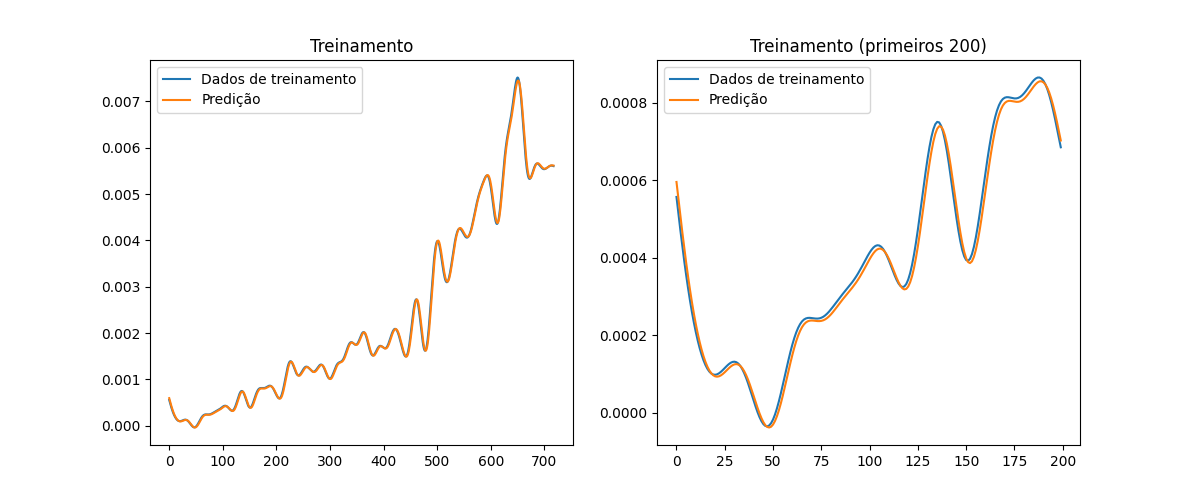 Treinamento
Dados de treinamento
Predição
0.007
0.006
0.005
0.004
0.003
0.002
0.001
0.000
0 100 200 300 400 500 600 700
Treinamento (primeiros 200)
Dados de treinamento
Predição
0.0008
0.0006
0.0004
0.0002
0.0000
0 25 50 75 100 125 150 175 200